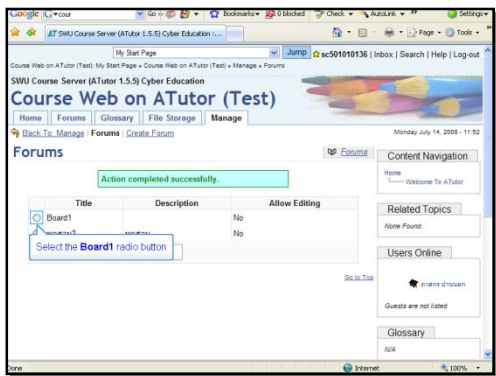 Google G▾cour Go Bookmarks▾ 0 blocked Check ▾ AutoLink ▾ Settings▾
AT SWU Course Server (ATutor 1.5.5) Cyber Education :... Page ▾ Tools ▾
My Start Page Jump sc501010136 | Inbox | Search | Help | Log-out
Course Web on ATutor (Test): My Start Page » Course Web on ATutor (Test) » Manage » Forums
SWU Course Server (ATutor 1.5.5) Cyber Education
Course Web on ATutor (Test)
Home Forums Glossary File Storage Manage
Back To: Manage | Forums | Create Forum Monday July 14, 2008 - 11:52
Forums
Forums
Content Navigation
Action completed successfully.
Home
Welcome To ATutor
Title Description Allow Editing
Related Topics
Board1 No
None Found.
No
Select the Board1 radio button
Users Online
Go to Top
Guests are not listed
Glossary
N/A
Done Internet 100% ▾